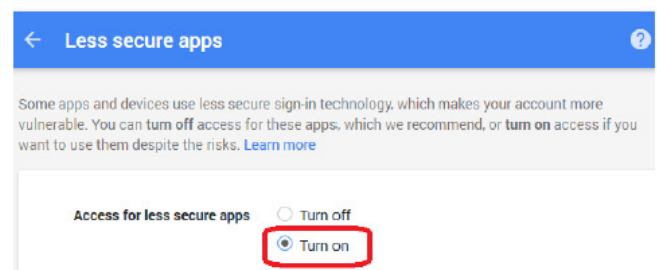 Less secure apps
Some apps and devices use less secure sign-in technology, which makes your account more
vulnerable. You can turn off access for these apps, which we recommend, or turn on access if you
want to use them despite the risks. Learn more
Access for less secure apps Turn off
Turn on